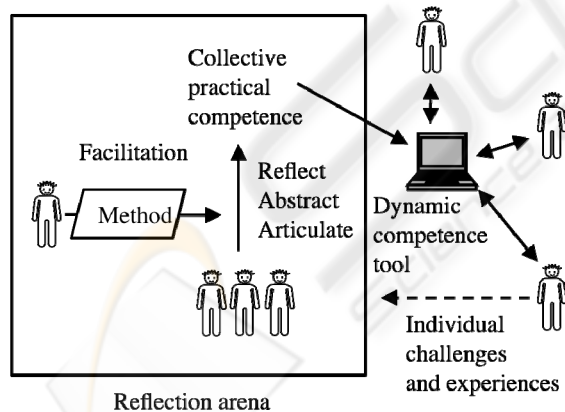 Collective
practical
competence
Facilitation
Method
Reflect
Abstract
Articulate
Dynamic
competence
tool
Individual
challenges
and experiences
Reflection arena